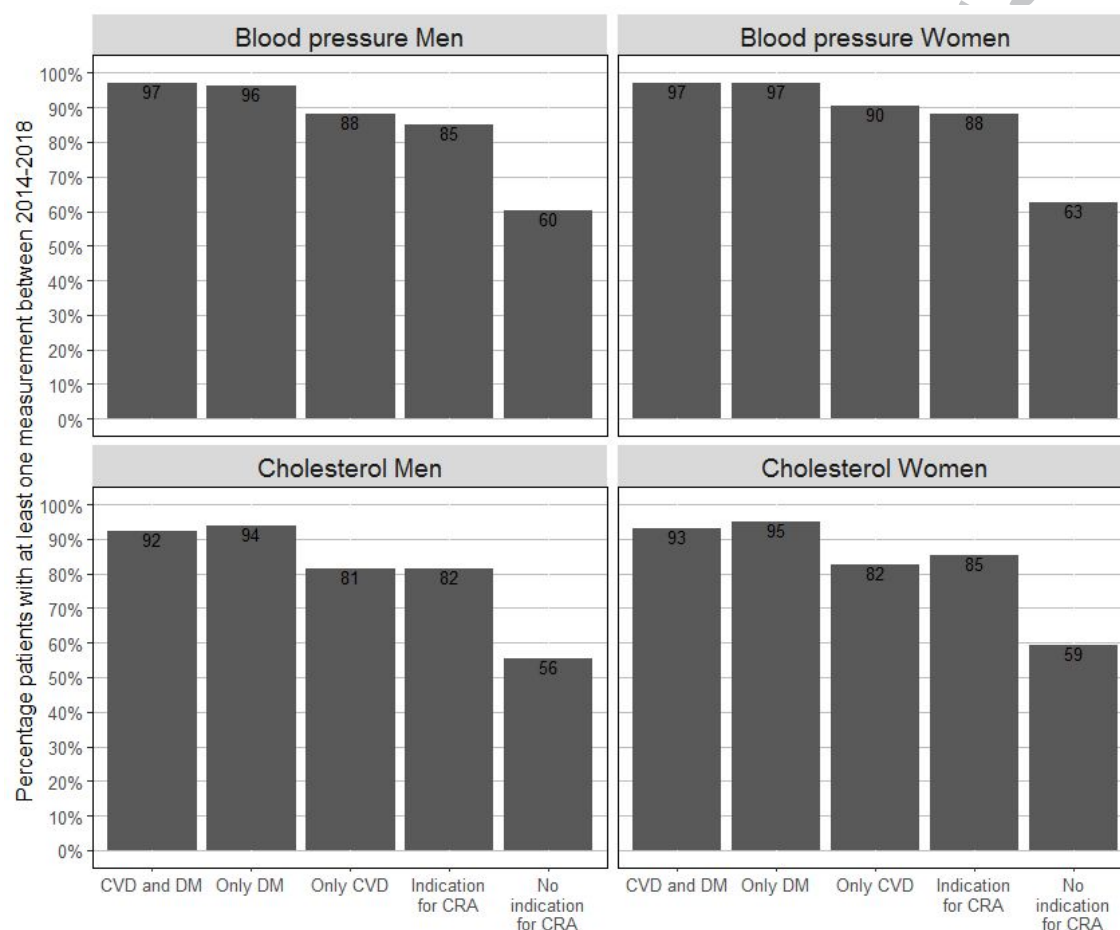 Blood pressure Men
Blood pressure Women
Percentage patients with at least one measurement between 2014-2018
100%
90%
80%
70%
60%
50%
40%
30%
20%
10%
0%
97
96
88
85
60
97
97
90
88
63
Cholesterol Men
Cholesterol Women
100%
90%
80%
70%
60%
50%
40%
30%
20%
10%
0%
92
94
81
82
56
93
95
82
85
59
CVD and DM
Only DM
Only CVD
Indication
for CRA
No
indication
for CRA
CVD and DM
Only DM
Only CVD
Indication
for CRA
No
indication
for CRA